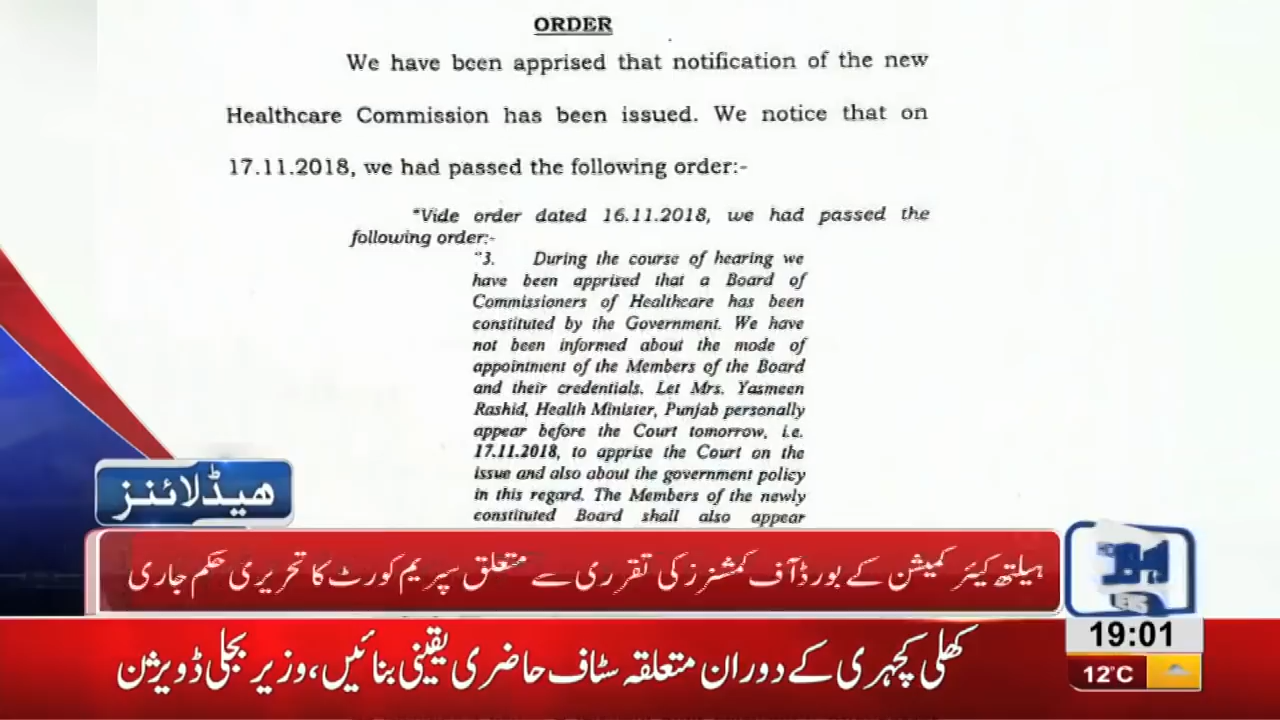 ORDER
We have been apprised that notification of the new
Healthcare Commission has been issued. We notice that on
17.11.2018, we had passed the following order:-
"Vide order dated 16.11.2018, we had passed the
following order:-
"3. During the course of hearing we
have been apprised that a Board of
Commissioners of Healthcare has been
constituted by the Government. We have
not been informed about the mode of
appointment of the Members of the Board
and their credentials. Let Mrs. Yasmeen
Rashid, Health Minister, Punjab personally
appear before the Court tomorrow, i.e.
17.11.2018, to apprise the Court on the
issue and also about the government policy
in this regard. The Members of the newly
constituted Board shall also appear
ھیڈلائنز
ہیلتھ کیئر کمیشن کے بورڈ آف کمشنرز کی تقرری سے متعلق سپریم کورٹ کا تحریری حکم جاری
NEWS
19:01
12°C
کھلی کچہری کے دوران متعلقہ سٹاف حاضری یقینی بنائیں، وزیر بجلی ڈویژن